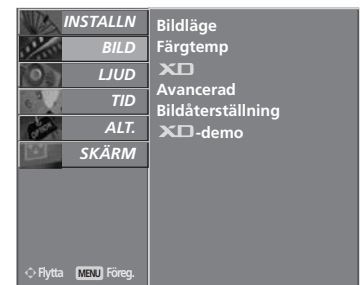 INSTALLN
BILD
LJUD
TID
ALT.
SKÄRM
Bildläge
Färgtemp
XD
Avancerad
Bildåterställning
XD-demo
Flytta MENU Föreg.